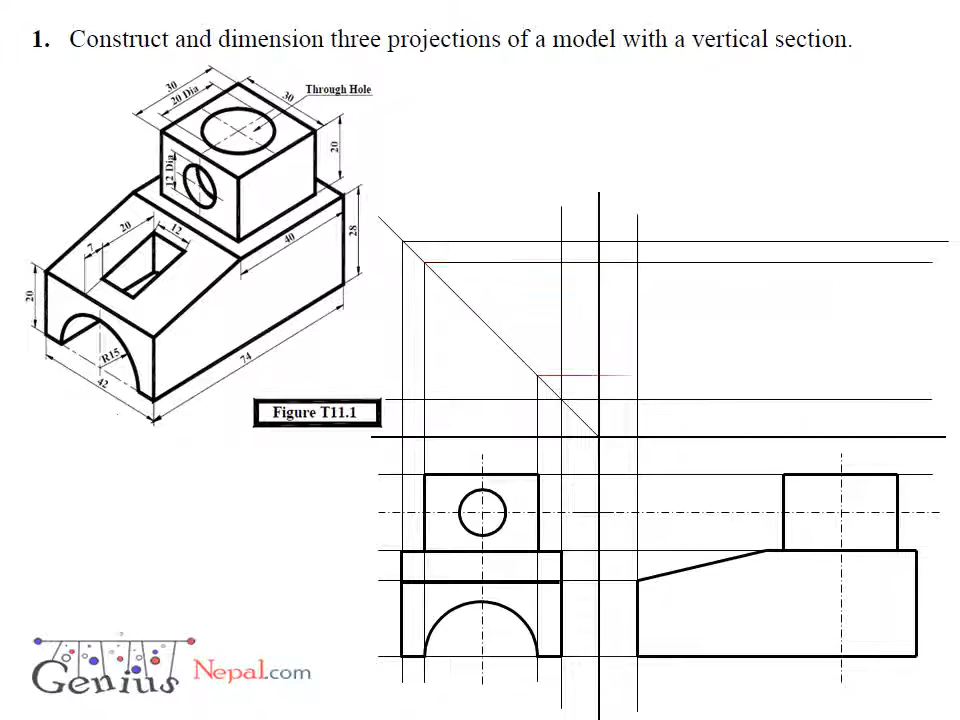 1. Construct and dimension three projections of a model with a vertical section.
30
20 Dia
30
Through Hole
20
12 Dia
20
12
7
40
28
20
R15
42
74
Figure T11.1
Genius Nepal.com